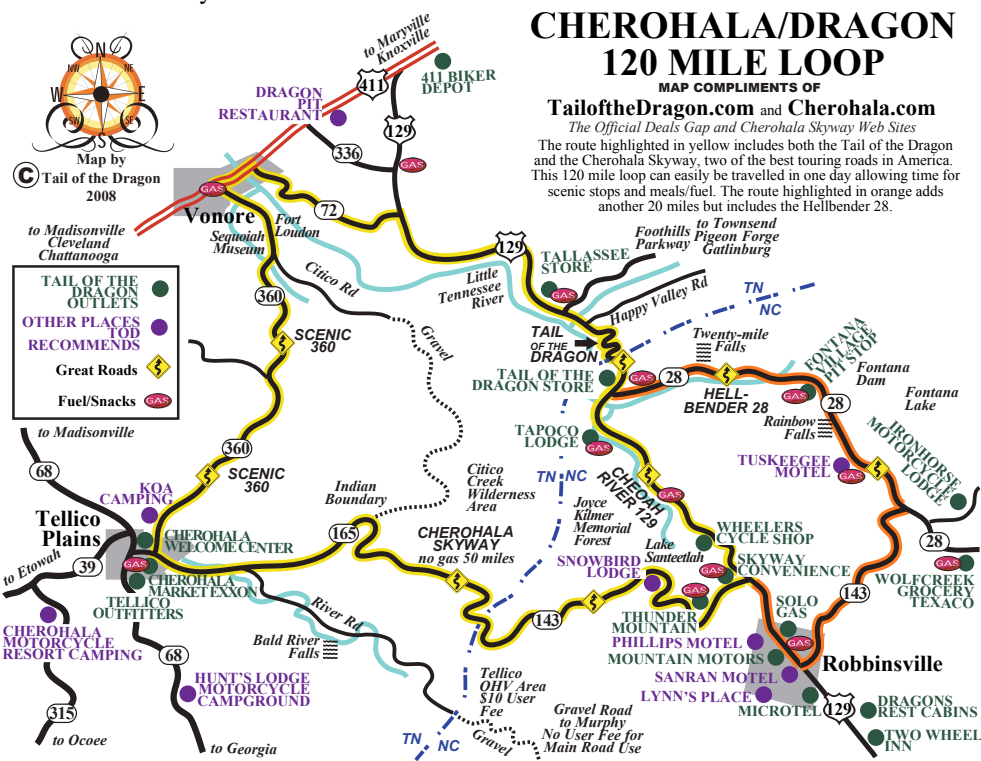 CHEROHALA/DRAGON
120 MILE LOOP
MAP COMPLIMENTS OF
TailoftheDragon.com and Cherohala.com
The Official Deals Gap and Cherohala Skyway Web Sites
The route highlighted in yellow includes both the Tail of the Dragon
and the Cherohala Skyway, two of the best touring roads in America.
This 120 mile loop can easily be travelled in one day allowing time for
scenic stops and meals/fuel. The route highlighted in orange adds
another 20 miles but includes the Hellbender 28.
N
NW
NE
W
E
SW
SE
S
C
Map by
Tail of the Dragon
2008
to Maryville
Knoxville
411
411 BIKER
DEPOT
DRAGON
PIT
RESTAURANT
129
336
GAS
GAS
Vonore
72
Fort
Loudon
Sequoiah
Museum
to Madisonville
Cleveland
Chattanooga
TAIL OF THE
DRAGON
OUTLETS
OTHER PLACES
TOD
RECOMMENDS
Great Roads
Fuel/Snacks
GAS
Citico Rd
360
SCENIC
360
Gravel
129
Little
Tennessee
River
TALLASSEE
STORE
GAS
Foothills
Parkway
to Townsend
Pigeon Forge
Gatlinburg
Happy Valley Rd
TN
NC
TAIL
OF THE
DRAGON
Twenty-mile
Falls
TAIL OF THE
DRAGON STORE
GAS
28
HELL-
BENDER 28
FONTANA
VILLAGE
PIT STOP
GAS
Fontana
Dam
Fontana
Lake
28
Rainbow
Falls
TAPOCO
LODGE
GAS
TUSKEEGEE
MOTEL
GAS
IRONHORSE
MOTORCYCLE
LODGE
to Madisonville
68
360
SCENIC
360
KOA
CAMPING
Tellico
Plains
CHEROHALA
WELCOME CENTER
GAS
CHEROHALA
MARKET EXXON
TELLICO
OUTFITTERS
to Etowah
39
Indian
Boundary
165
Citico
Creek
Wilderness
Area
TN
NC
CHEROHALA
SKYWAY
no gas 50 miles
Joyce
Kilmer
Memorial
Forest
CHEOAH
RIVER 129
GAS
Lake
Santeetlah
WHEELERS
CYCLE SHOP
SNOWBIRD
LODGE
GAS
SKYWAY
CONVENIENCE
GAS
28
GAS
WOLFCREEK
GROCERY
TEXACO
143
143
THUNDER
MOUNTAIN
SOLO
GAS
GAS
PHILLIPS MOTEL
MOUNTAIN MOTORS
Robbinsville
SANRAN MOTEL
LYNN'S PLACE
MICROTEL
129
DRAGONS
REST CABINS
TWO WHEEL
INN
CHEROHALA
MOTORCYCLE
RESORT CAMPING
River Rd
Bald River
Falls
68
HUNT'S LODGE
MOTORCYCLE
CAMPGROUND
315
to Ocoee
to Georgia
Tellico
OHV Area
$10 User
Fee
TN
NC
Gravel
Gravel Road
to Murphy
No User Fee for
Main Road Use